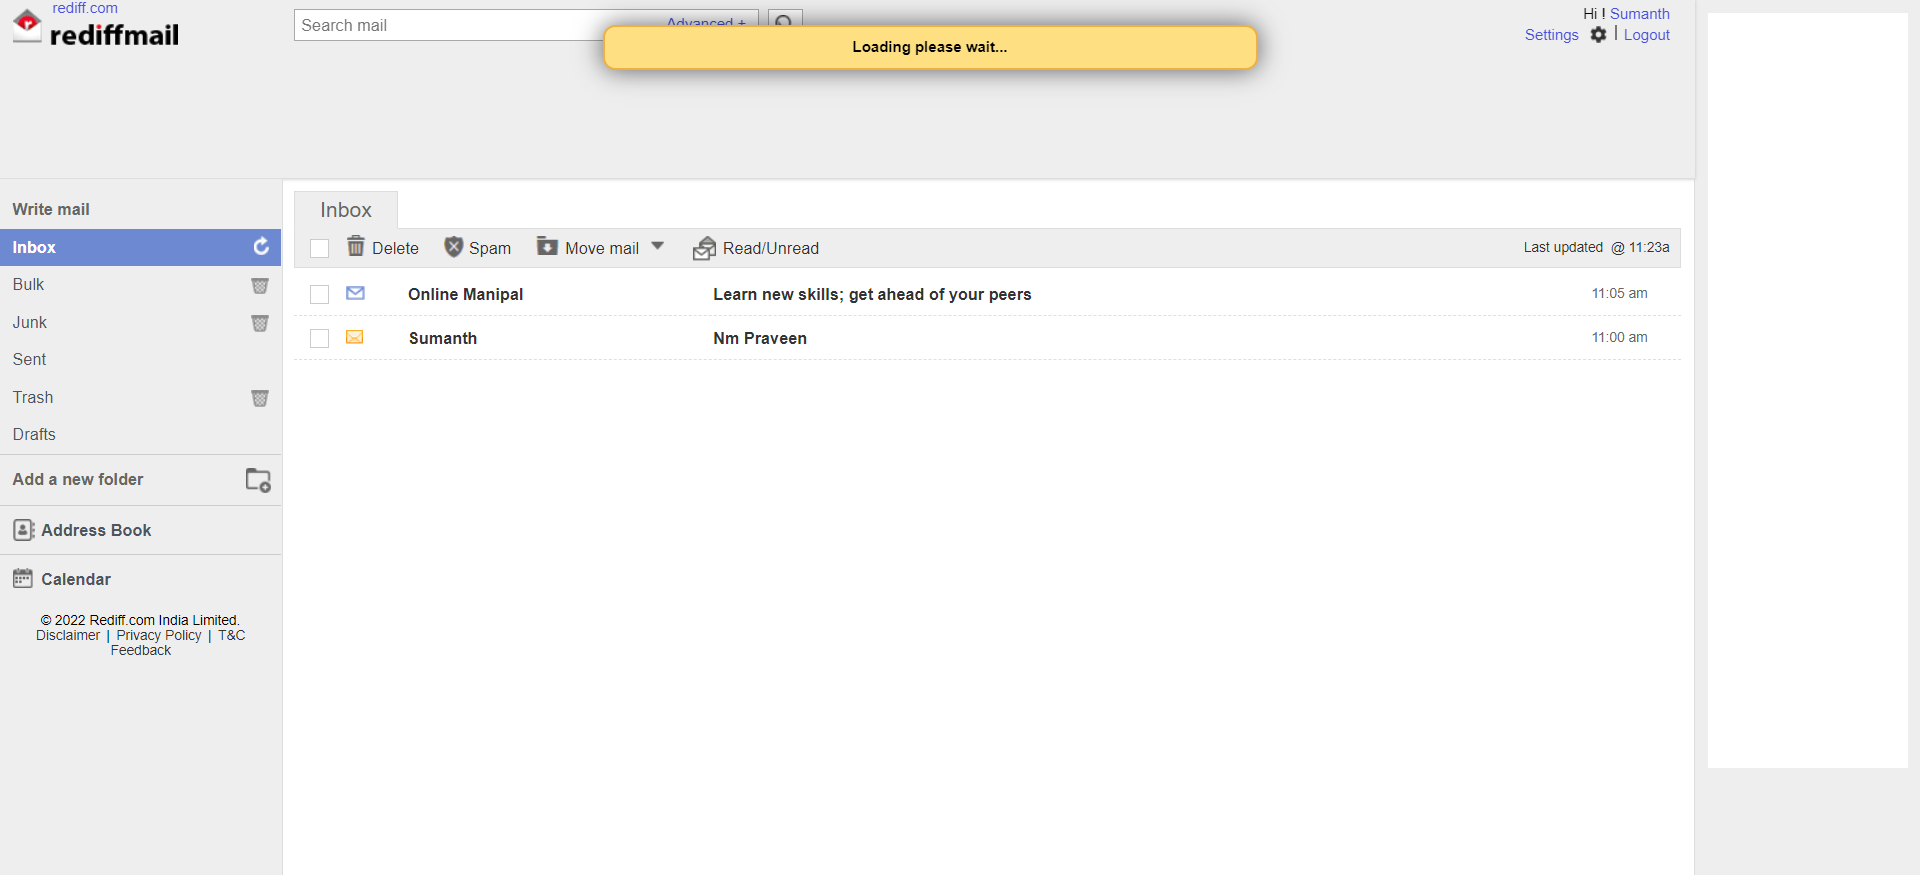 rediff.com
rediffmail
Search mail
Advanced +
Loading please wait...
Hi ! Sumanth
Settings | Logout
Write mail
Inbox
Bulk
Junk
Sent
Trash
Drafts
Add a new folder
Address Book
Calendar
© 2022 Rediff.com India Limited.
Disclaimer | Privacy Policy | T&C
Feedback
Inbox
Delete Spam Move mail Read/Unread Last updated @ 11:23a
Online Manipal Learn new skills; get ahead of your peers 11:05 am
Sumanth Nm Praveen 11:00 am